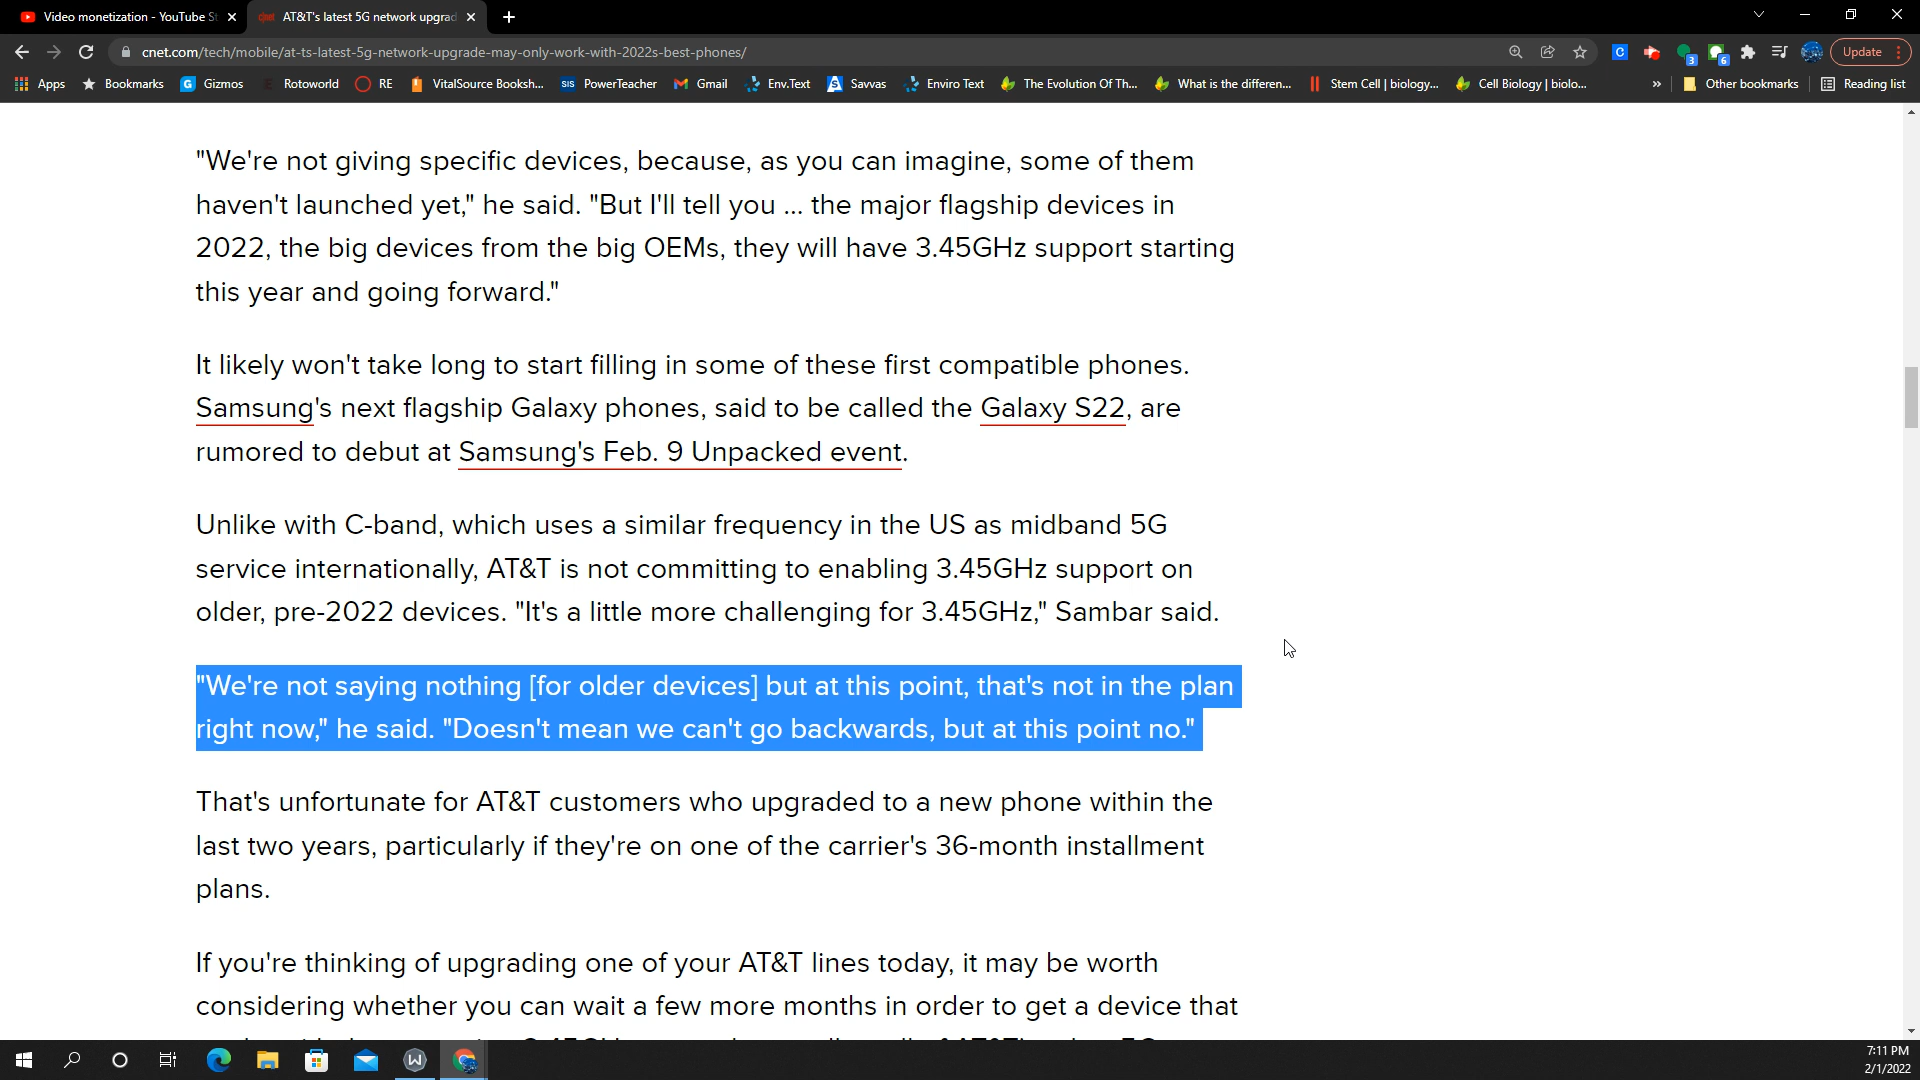 Video monetization - YouTube St
AT&T's latest 5G network upgrad
cnet.com/tech/mobile/at-ts-latest-5g-network-upgrade-may-only-work-with-2022s-best-phones/
Update
Apps
Bookmarks
Gizmos
Rotoworld
RE
VitalSource Booksh...
SIS PowerTeacher
Gmail
Env.Text
Savvas
Enviro Text
The Evolution Of Th...
What is the differen...
Stem Cell | biology...
Cell Biology | biolo...
»
Other bookmarks
Reading list
"We're not giving specific devices, because, as you can imagine, some of them
haven't launched yet," he said. "But I'll tell you ... the major flagship devices in
2022, the big devices from the big OEMs, they will have 3.45GHz support starting
this year and going forward."
It likely won't take long to start filling in some of these first compatible phones.
Samsung's next flagship Galaxy phones, said to be called the Galaxy S22, are
rumored to debut at Samsung's Feb. 9 Unpacked event.
Unlike with C-band, which uses a similar frequency in the US as midband 5G
service internationally, AT&T is not committing to enabling 3.45GHz support on
older, pre-2022 devices. "It's a little more challenging for 3.45GHz," Sambar said.
"We're not saying nothing [for older devices] but at this point, that's not in the plan
right now," he said. "Doesn't mean we can't go backwards, but at this point no."
That's unfortunate for AT&T customers who upgraded to a new phone within the
last two years, particularly if they're on one of the carrier's 36-month installment
plans.
If you're thinking of upgrading one of your AT&T lines today, it may be worth
considering whether you can wait a few more months in order to get a device that
7:11 PM
2/1/2022